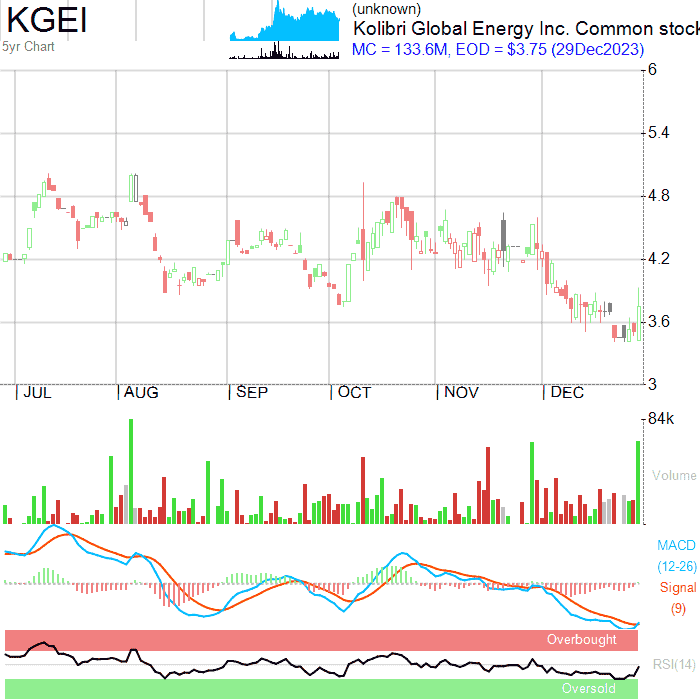 KGEI
5yr Chart
(unknown)
Kolibri Global Energy Inc. Common stock
MC = 133.6M, EOD = $3.75 (29Dec2023)
6
5.4
4.8
4.2
3.6
3
JUL AUG SEP OCT NOV DEC
84k
Volume
MACD
(12-26)
Signal
(9)
Overbought
RSI(14)
Oversold